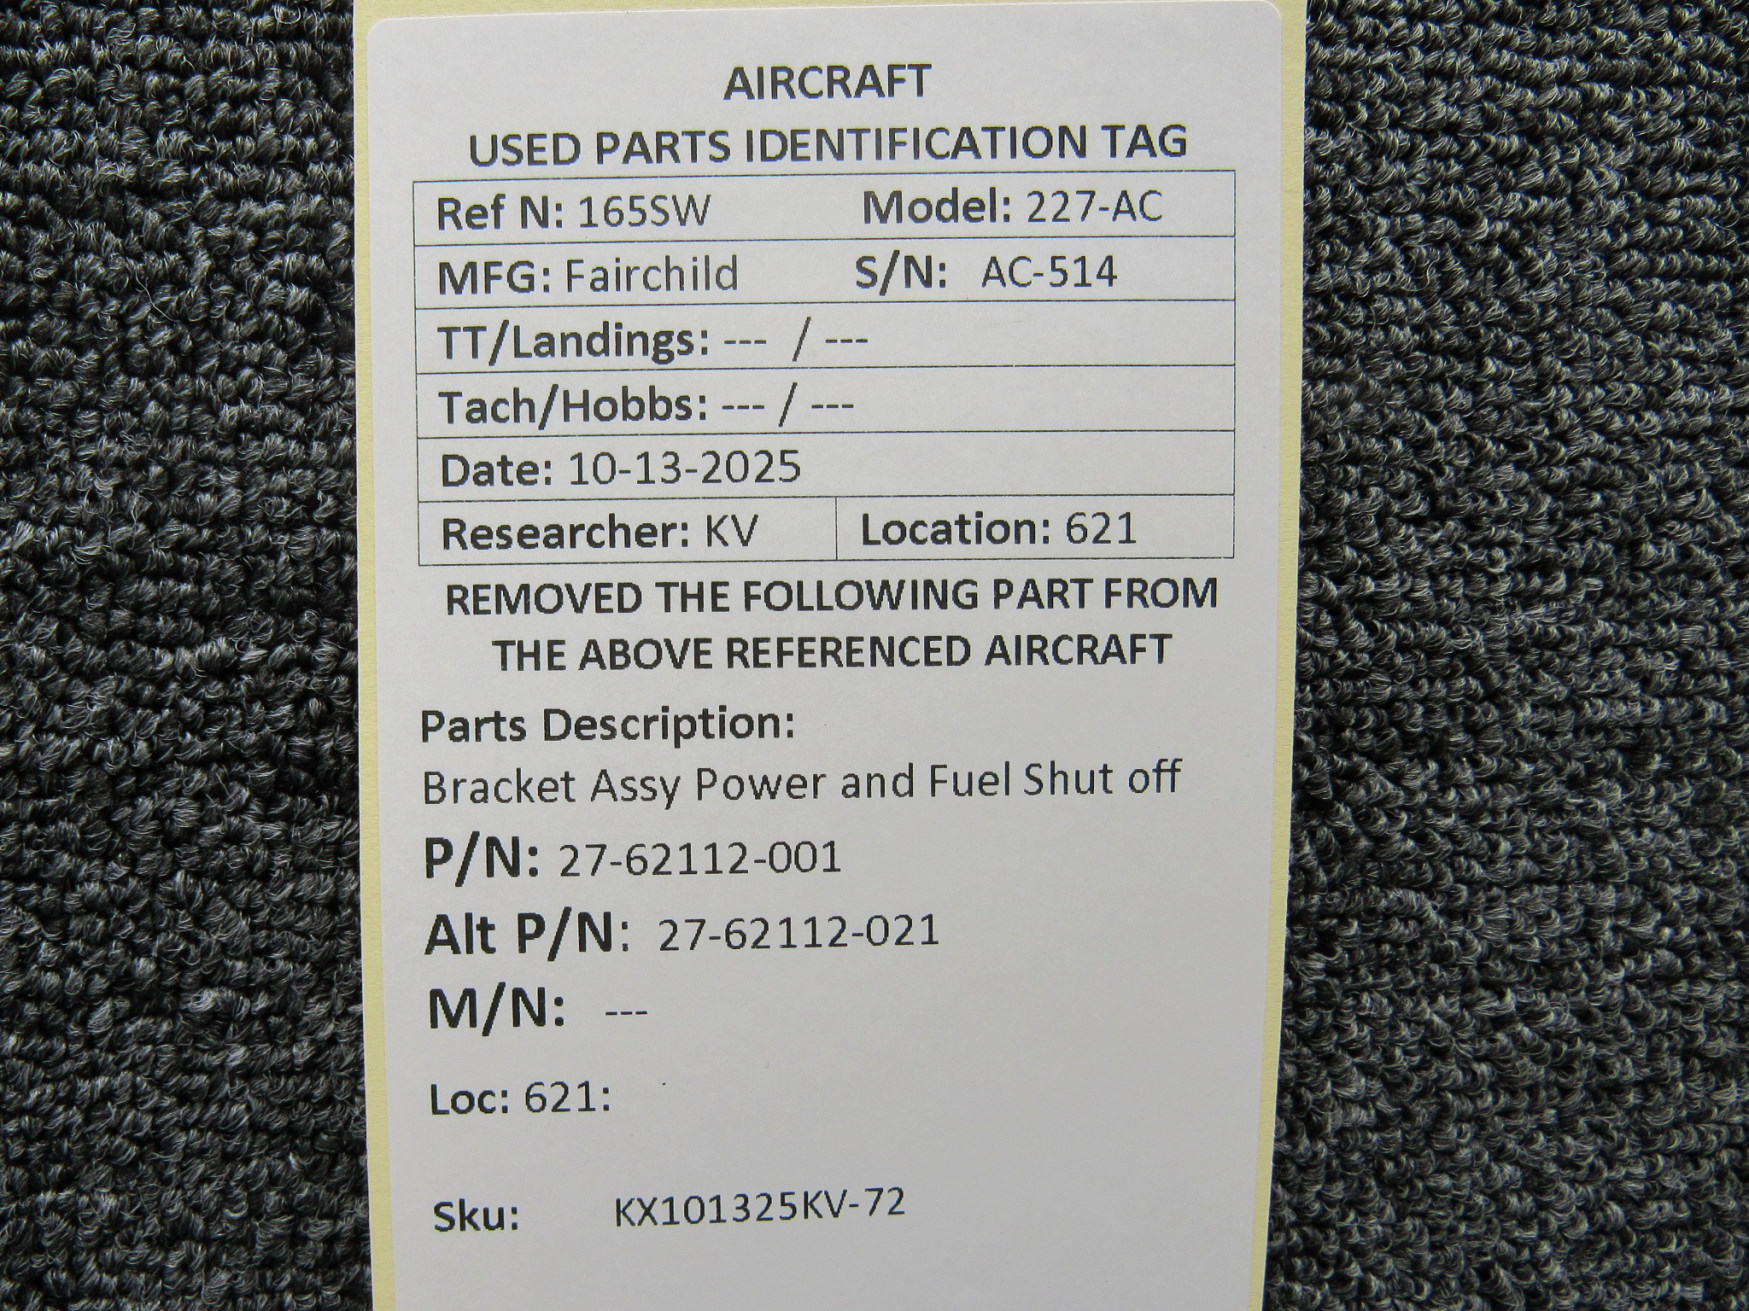 AIRCRAFT
USED PARTS IDENTIFICATION TAG
Ref N: 165SW Model: 227-AC
MFG: Fairchild S/N: AC-514
TT/Landings: --- / ---
Tach/Hobbs: --- / ---
Date: 10-13-2025
Researcher: KV Location: 621
REMOVED THE FOLLOWING PART FROM
THE ABOVE REFERENCED AIRCRAFT
Parts Description:
Bracket Assy Power and Fuel Shut off
P/N: 27-62112-001
Alt P/N: 27-62112-021
M/N: ---
Loc: 621:
Sku: KX101325KV-72